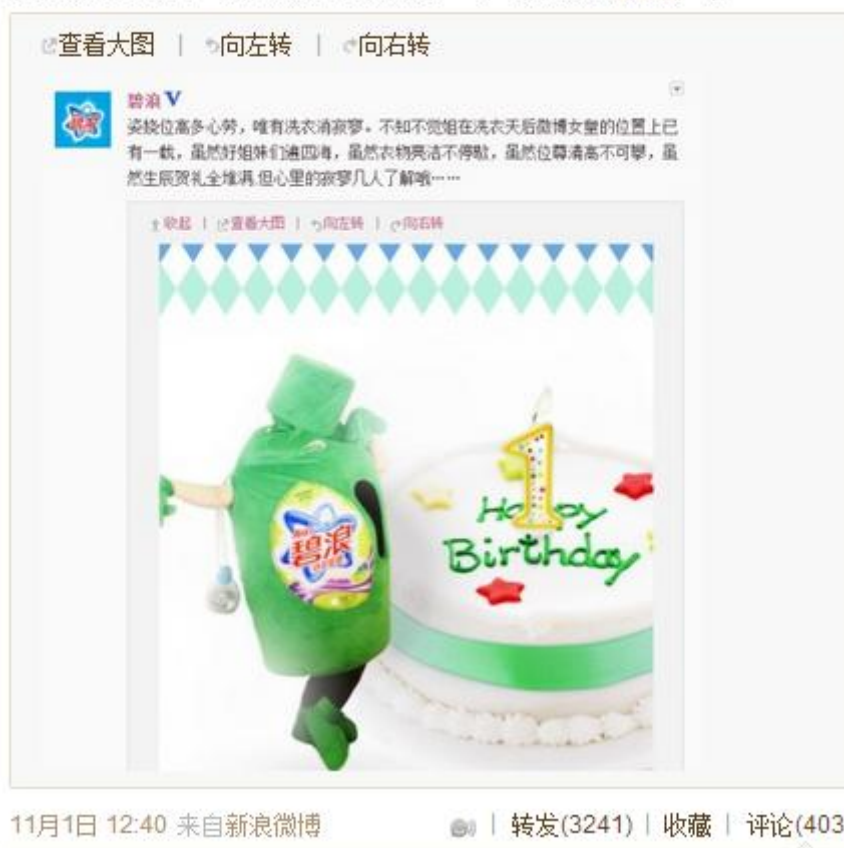 查看大图 | 向左转 | 向右转
碧浪 V
姿娆位高多心劳，唯有洗衣消寂寥。不知不觉姐在洗衣天后微博女皇的位置上已
有一载，虽然好姐妹们遍四海，虽然衣物亮洁不停歇，虽然位尊清高不可攀，虽
然生辰贺礼全堆满,但心里的寂寥几人了解哦……
收起 | 查看大图 | 向左转 | 向右转
碧浪
Happy
Birthday
1
11月1日 12:40 来自新浪微博 | 转发(3241) | 收藏 | 评论(403